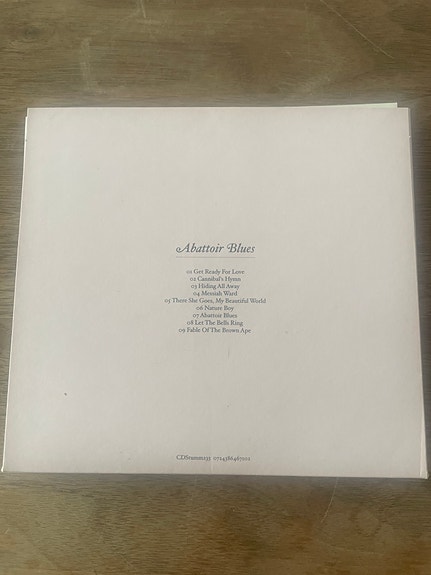 Abattoir Blues
01 Get Ready For Love
02 Cannibal's Hymn
03 Hiding All Away
04 Messiah Ward
05 There She Goes, My Beautiful World
06 Nature Boy
07 Abattoir Blues
08 Let The Bells Ring
09 Fable Of The Brown Ape
CDStumm233 0724386467201